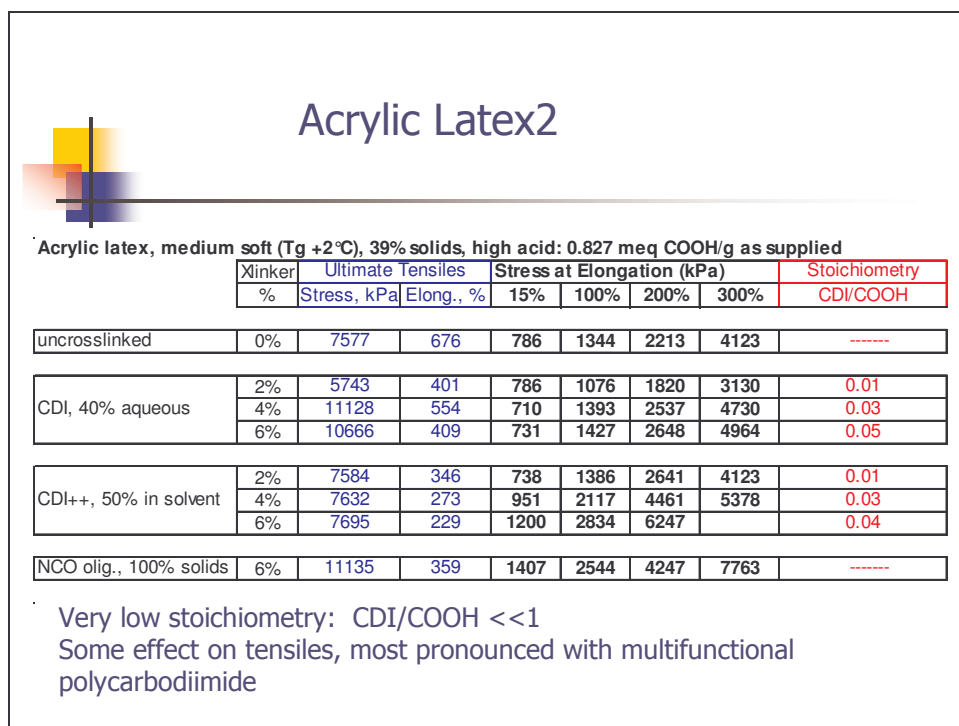 Acrylic Latex2
Acrylic latex, medium soft (Tg +2°C), 39% solids, high acid: 0.827 meq COOH/g as supplied
Xlinker Ultimate Tensiles Stress at Elongation (kPa) Stoichiometry
% Stress, kPa Elong., % 15% 100% 200% 300% CDI/COOH
uncrosslinked 0% 7577 676 786 1344 2213 4123 -------
2% 5743 401 786 1076 1820 3130 0.01
CDI, 40% aqueous 4% 11128 554 710 1393 2537 4730 0.03
6% 10666 409 731 1427 2648 4964 0.05
2% 7584 346 738 1386 2641 4123 0.01
CDI++, 50% in solvent 4% 7632 273 951 2117 4461 5378 0.03
6% 7695 229 1200 2834 6247 0.04
NCO olig., 100% solids 6% 11135 359 1407 2544 4247 7763 -------
Very low stoichiometry: CDI/COOH <<1
Some effect on tensiles, most pronounced with multifunctional
polycarbodiimide